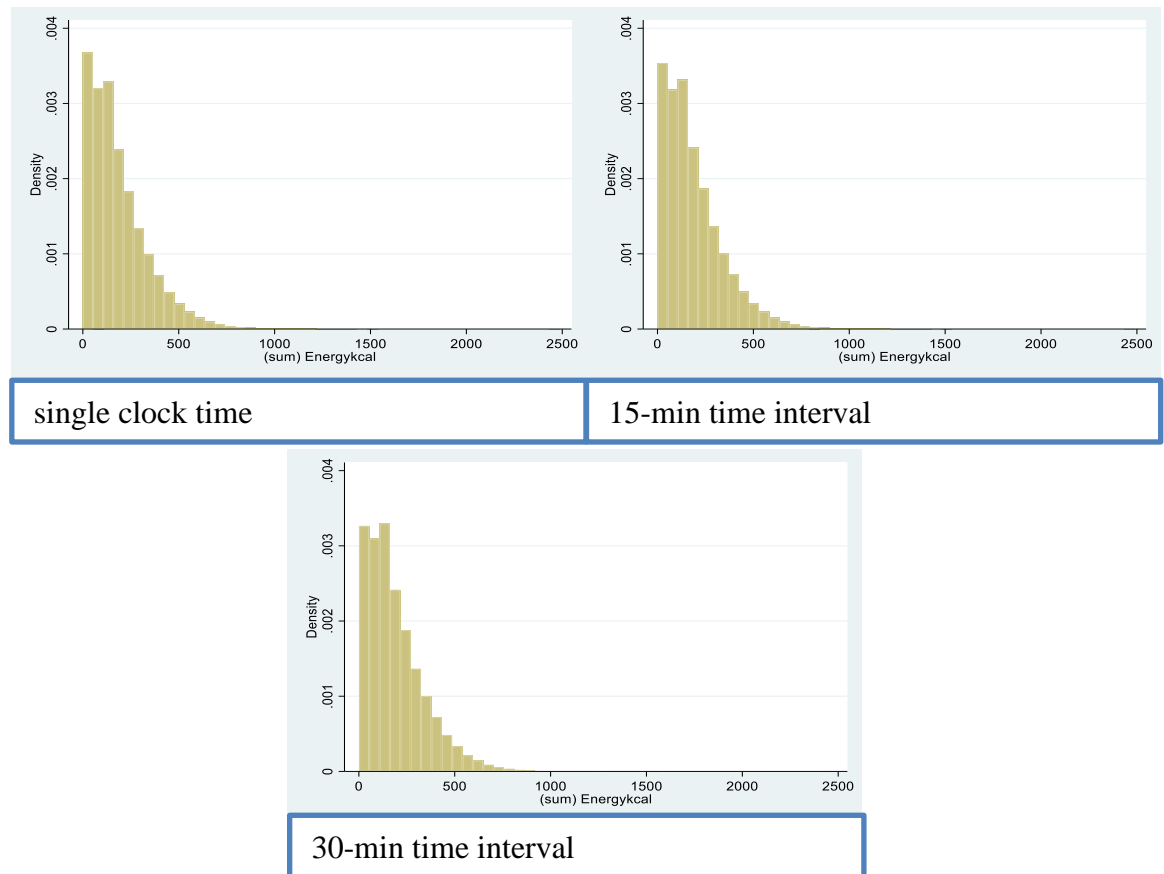 .004
.003
.002
.001
0
Density
0 500 1000 1500 2000 2500
(sum) Energykcal
single clock time
.004
.003
.002
.001
0
Density
0 500 1000 1500 2000 2500
(sum) Energykcal
15-min time interval
.004
.003
.002
.001
0
Density
0 500 1000 1500 2000 2500
(sum) Energykcal
30-min time interval